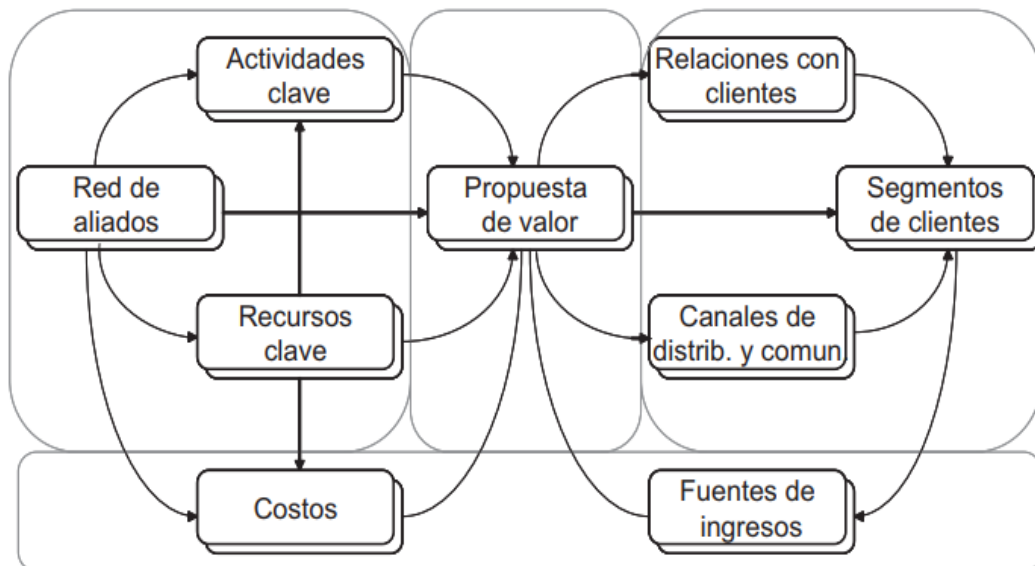 Actividades
clave
Relaciones con
clientes
Red de
aliados
Propuesta
de valor
Segmentos
de clientes
Recursos
clave
Canales de
distrib. y comun.
Costos
Fuentes de
ingresos